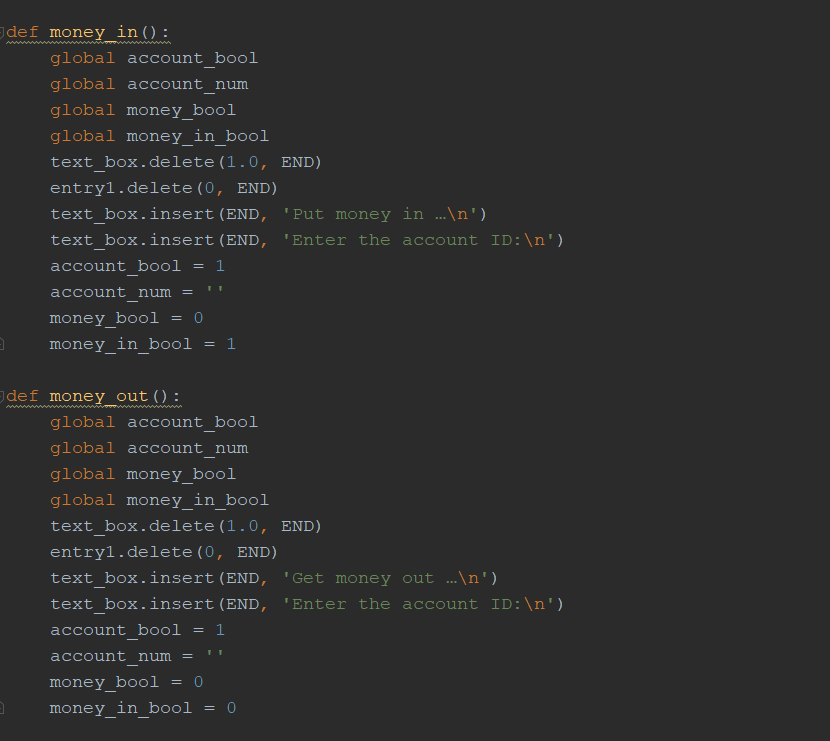 def money_in():
    global account_bool
    global account_num
    global money_bool
    global money_in_bool
    text_box.delete(1.0, END)
    entry1.delete(0, END)
    text_box.insert(END, 'Put money in …\n')
    text_box.insert(END, 'Enter the account ID:\n')
    account_bool = 1
    account_num = ''
    money_bool = 0
    money_in_bool = 1

def money_out():
    global account_bool
    global account_num
    global money_bool
    global money_in_bool
    text_box.delete(1.0, END)
    entry1.delete(0, END)
    text_box.insert(END, 'Get money out …\n')
    text_box.insert(END, 'Enter the account ID:\n')
    account_bool = 1
    account_num = ''
    money_bool = 0
    money_in_bool = 0